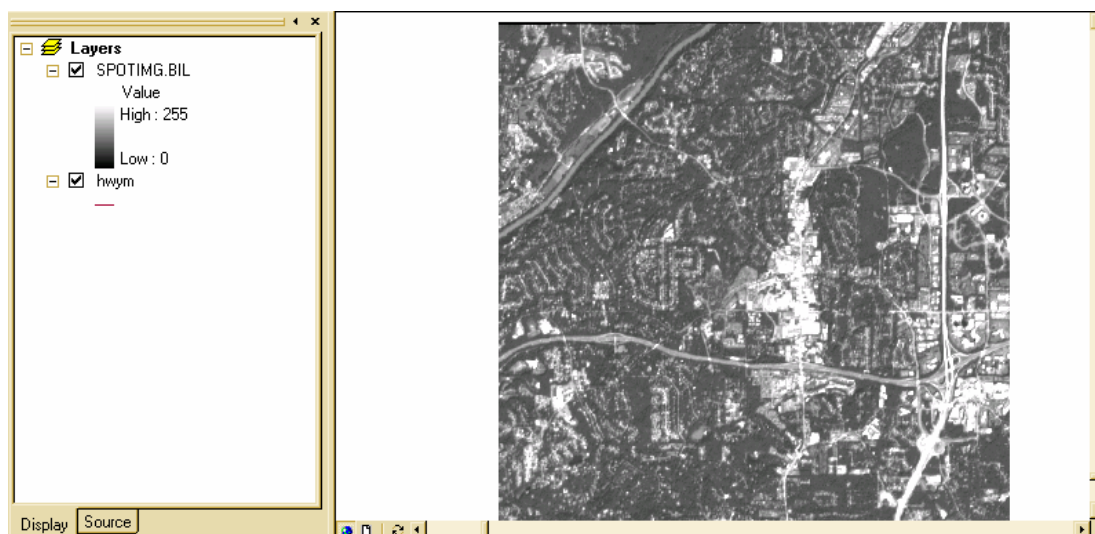 Layers
SPOTIMG.BIL
Value
High : 255
Low : 0
hwym
Display Source